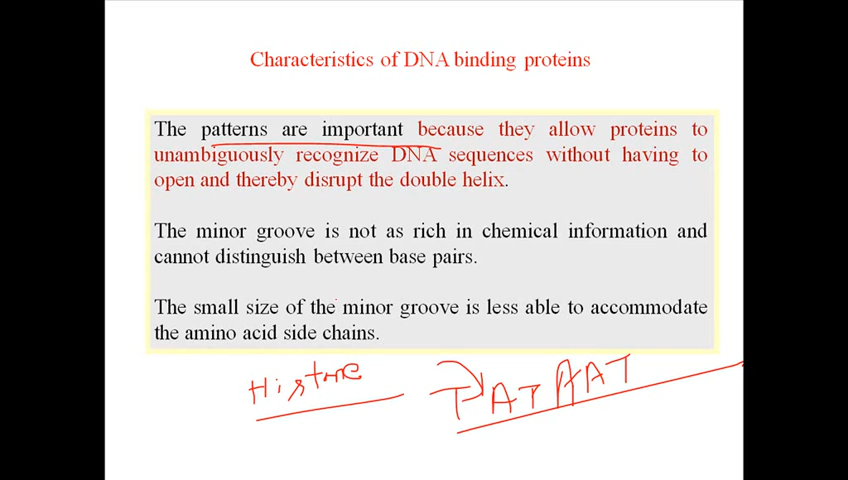 Characteristics of DNA binding proteins
The patterns are important because they allow proteins to
unambiguously recognize DNA sequences without having to
open and thereby disrupt the double helix.
The minor groove is not as rich in chemical information and
cannot distinguish between base pairs.
The small size of the minor groove is less able to accommodate
the amino acid side chains.
Histone TATAAT